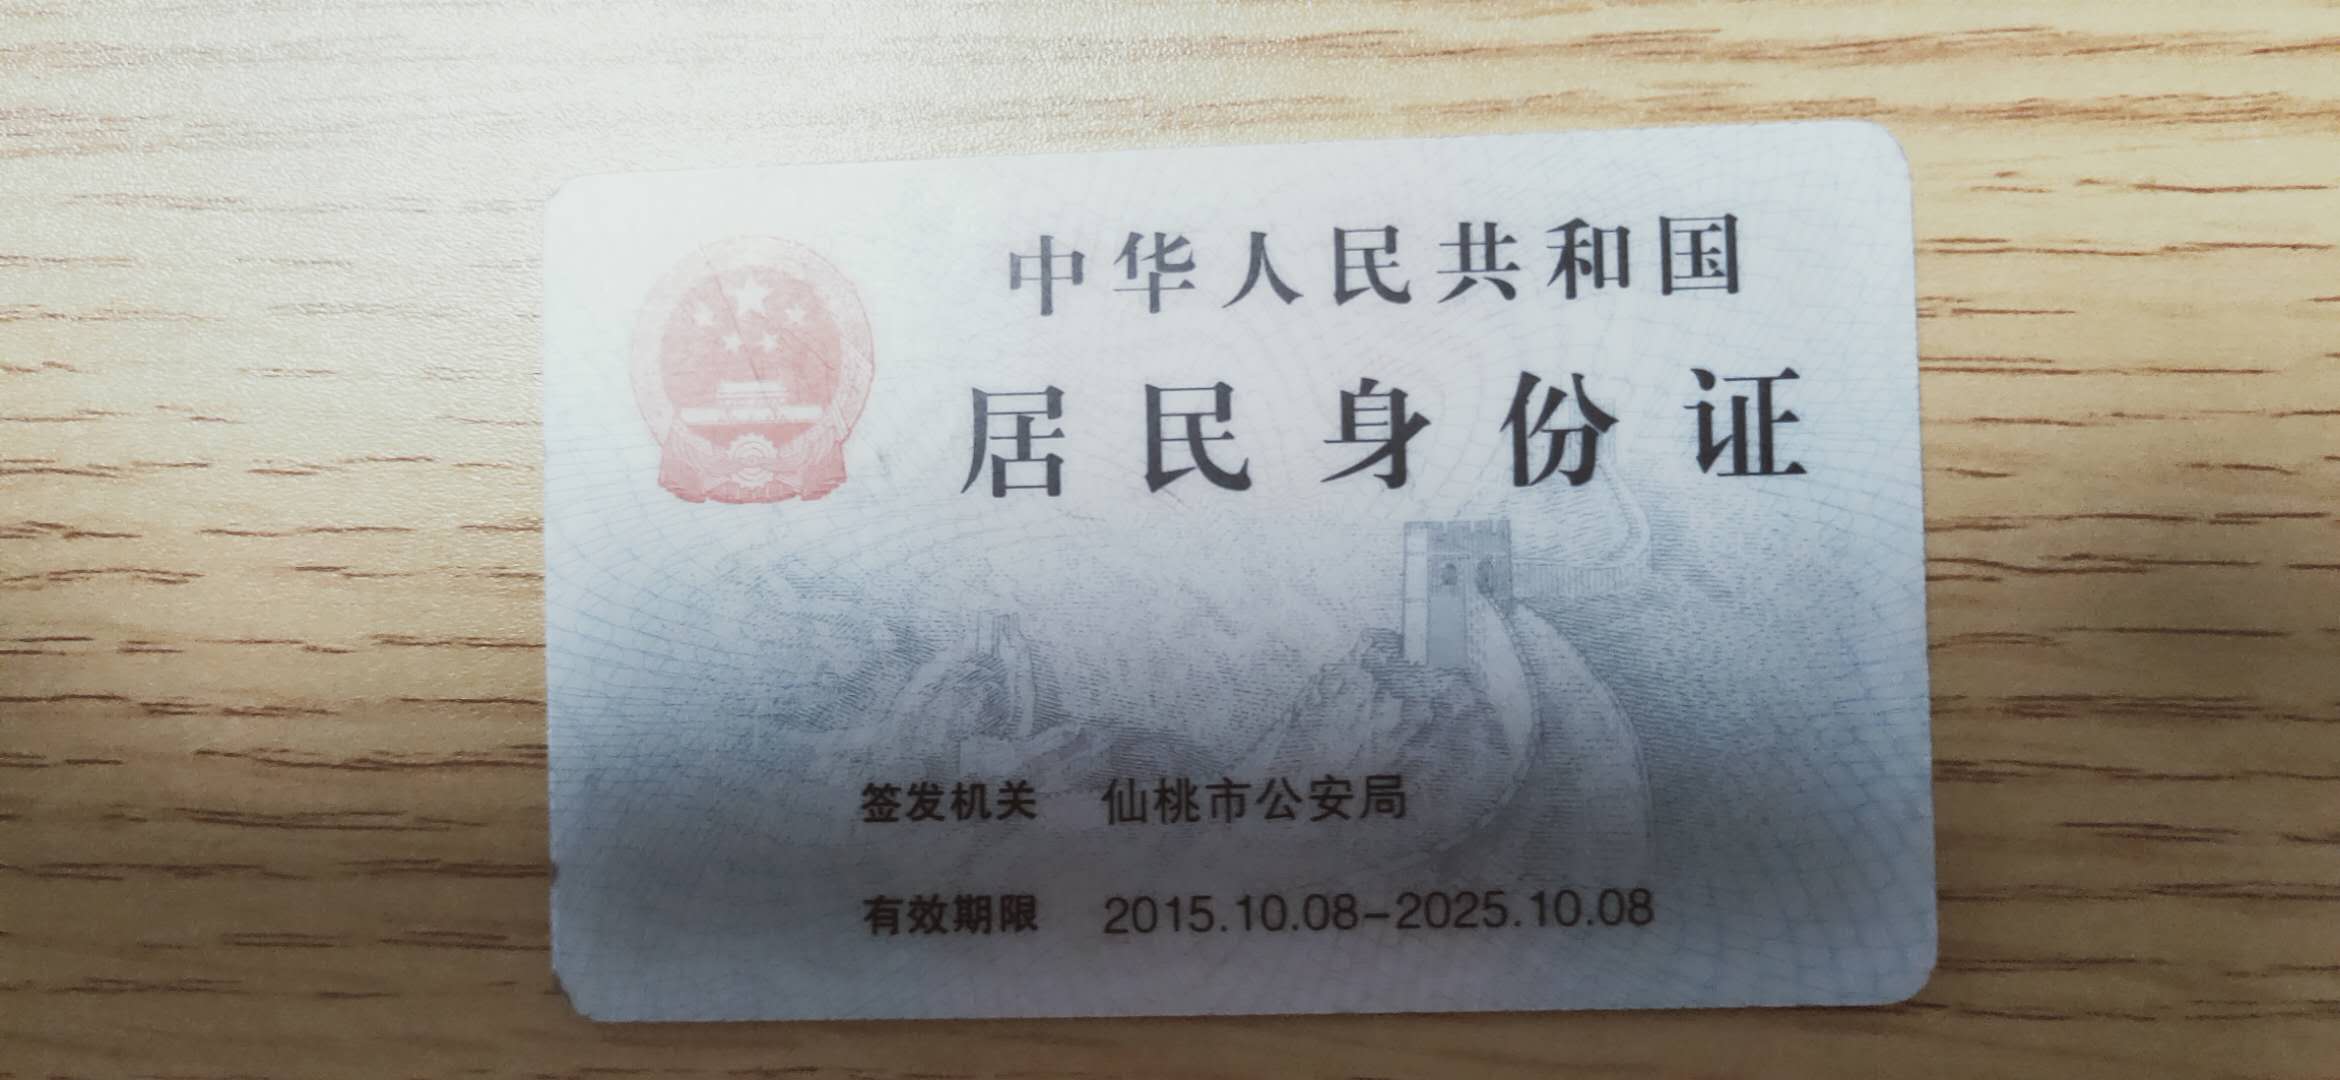 中华人民共和国
居民身份证
签发机关 仙桃市公安局
有效期限 2015.10.08-2025.10.08